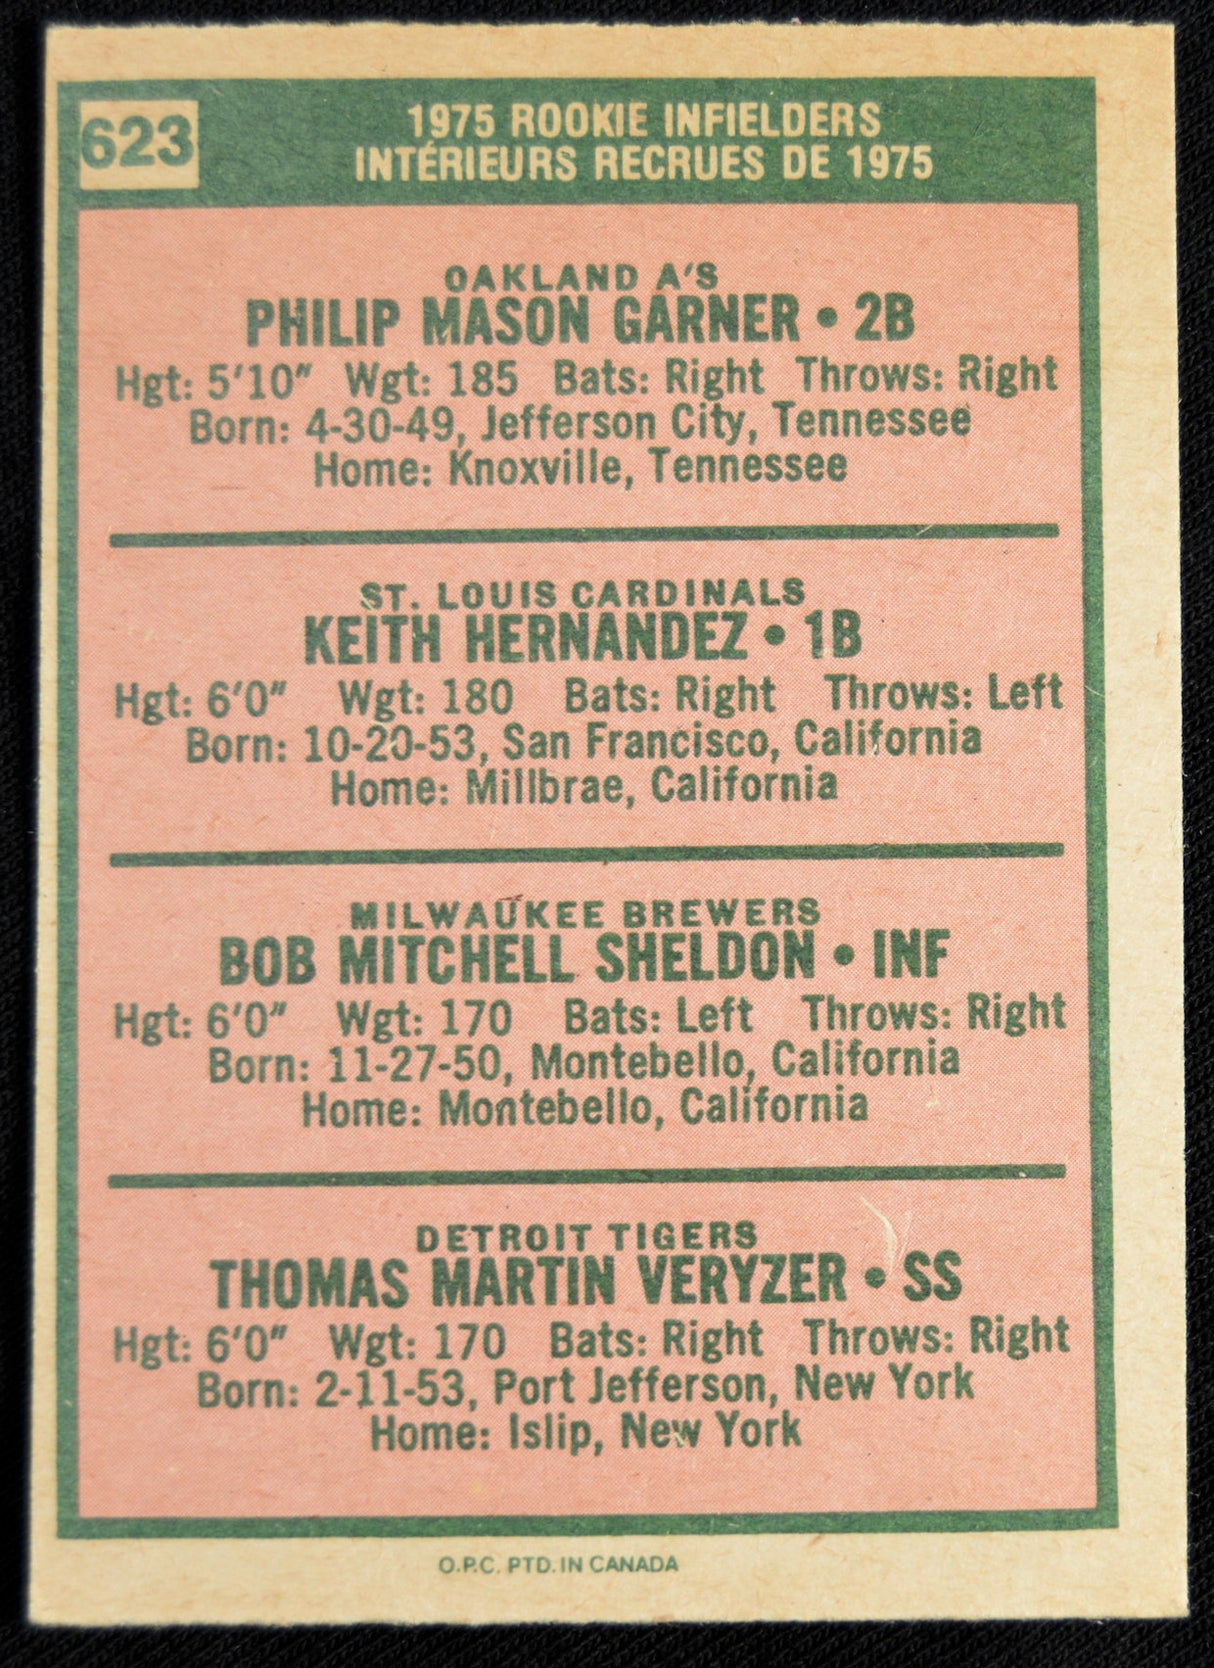 623
1975 ROOKIE INFIELDERS
INTÉRIEURS RECRUES DE 1975
OAKLAND A'S
PHILIP MASON GARNER • 2B
Hgt: 5'10" Wgt: 185 Bats: Right Throws: Right
Born: 4-30-49, Jefferson City, Tennessee
Home: Knoxville, Tennessee
ST. LOUIS CARDINALS
KEITH HERNANDEZ • 1B
Hgt: 6'0" Wgt: 180 Bats: Right Throws: Left
Born: 10-20-53, San Francisco, California
Home: Millbrae, California
MILWAUKEE BREWERS
BOB MITCHELL SHELDON • INF
Hgt: 6'0" Wgt: 170 Bats: Left Throws: Right
Born: 11-27-50, Montebello, California
Home: Montebello, California
DETROIT TIGERS
THOMAS MARTIN VERYZER • SS
Hgt: 6'0" Wgt: 170 Bats: Right Throws: Right
Born: 2-11-53, Port Jefferson, New York
Home: Islip, New York
O.P.C. PTD. IN CANADA